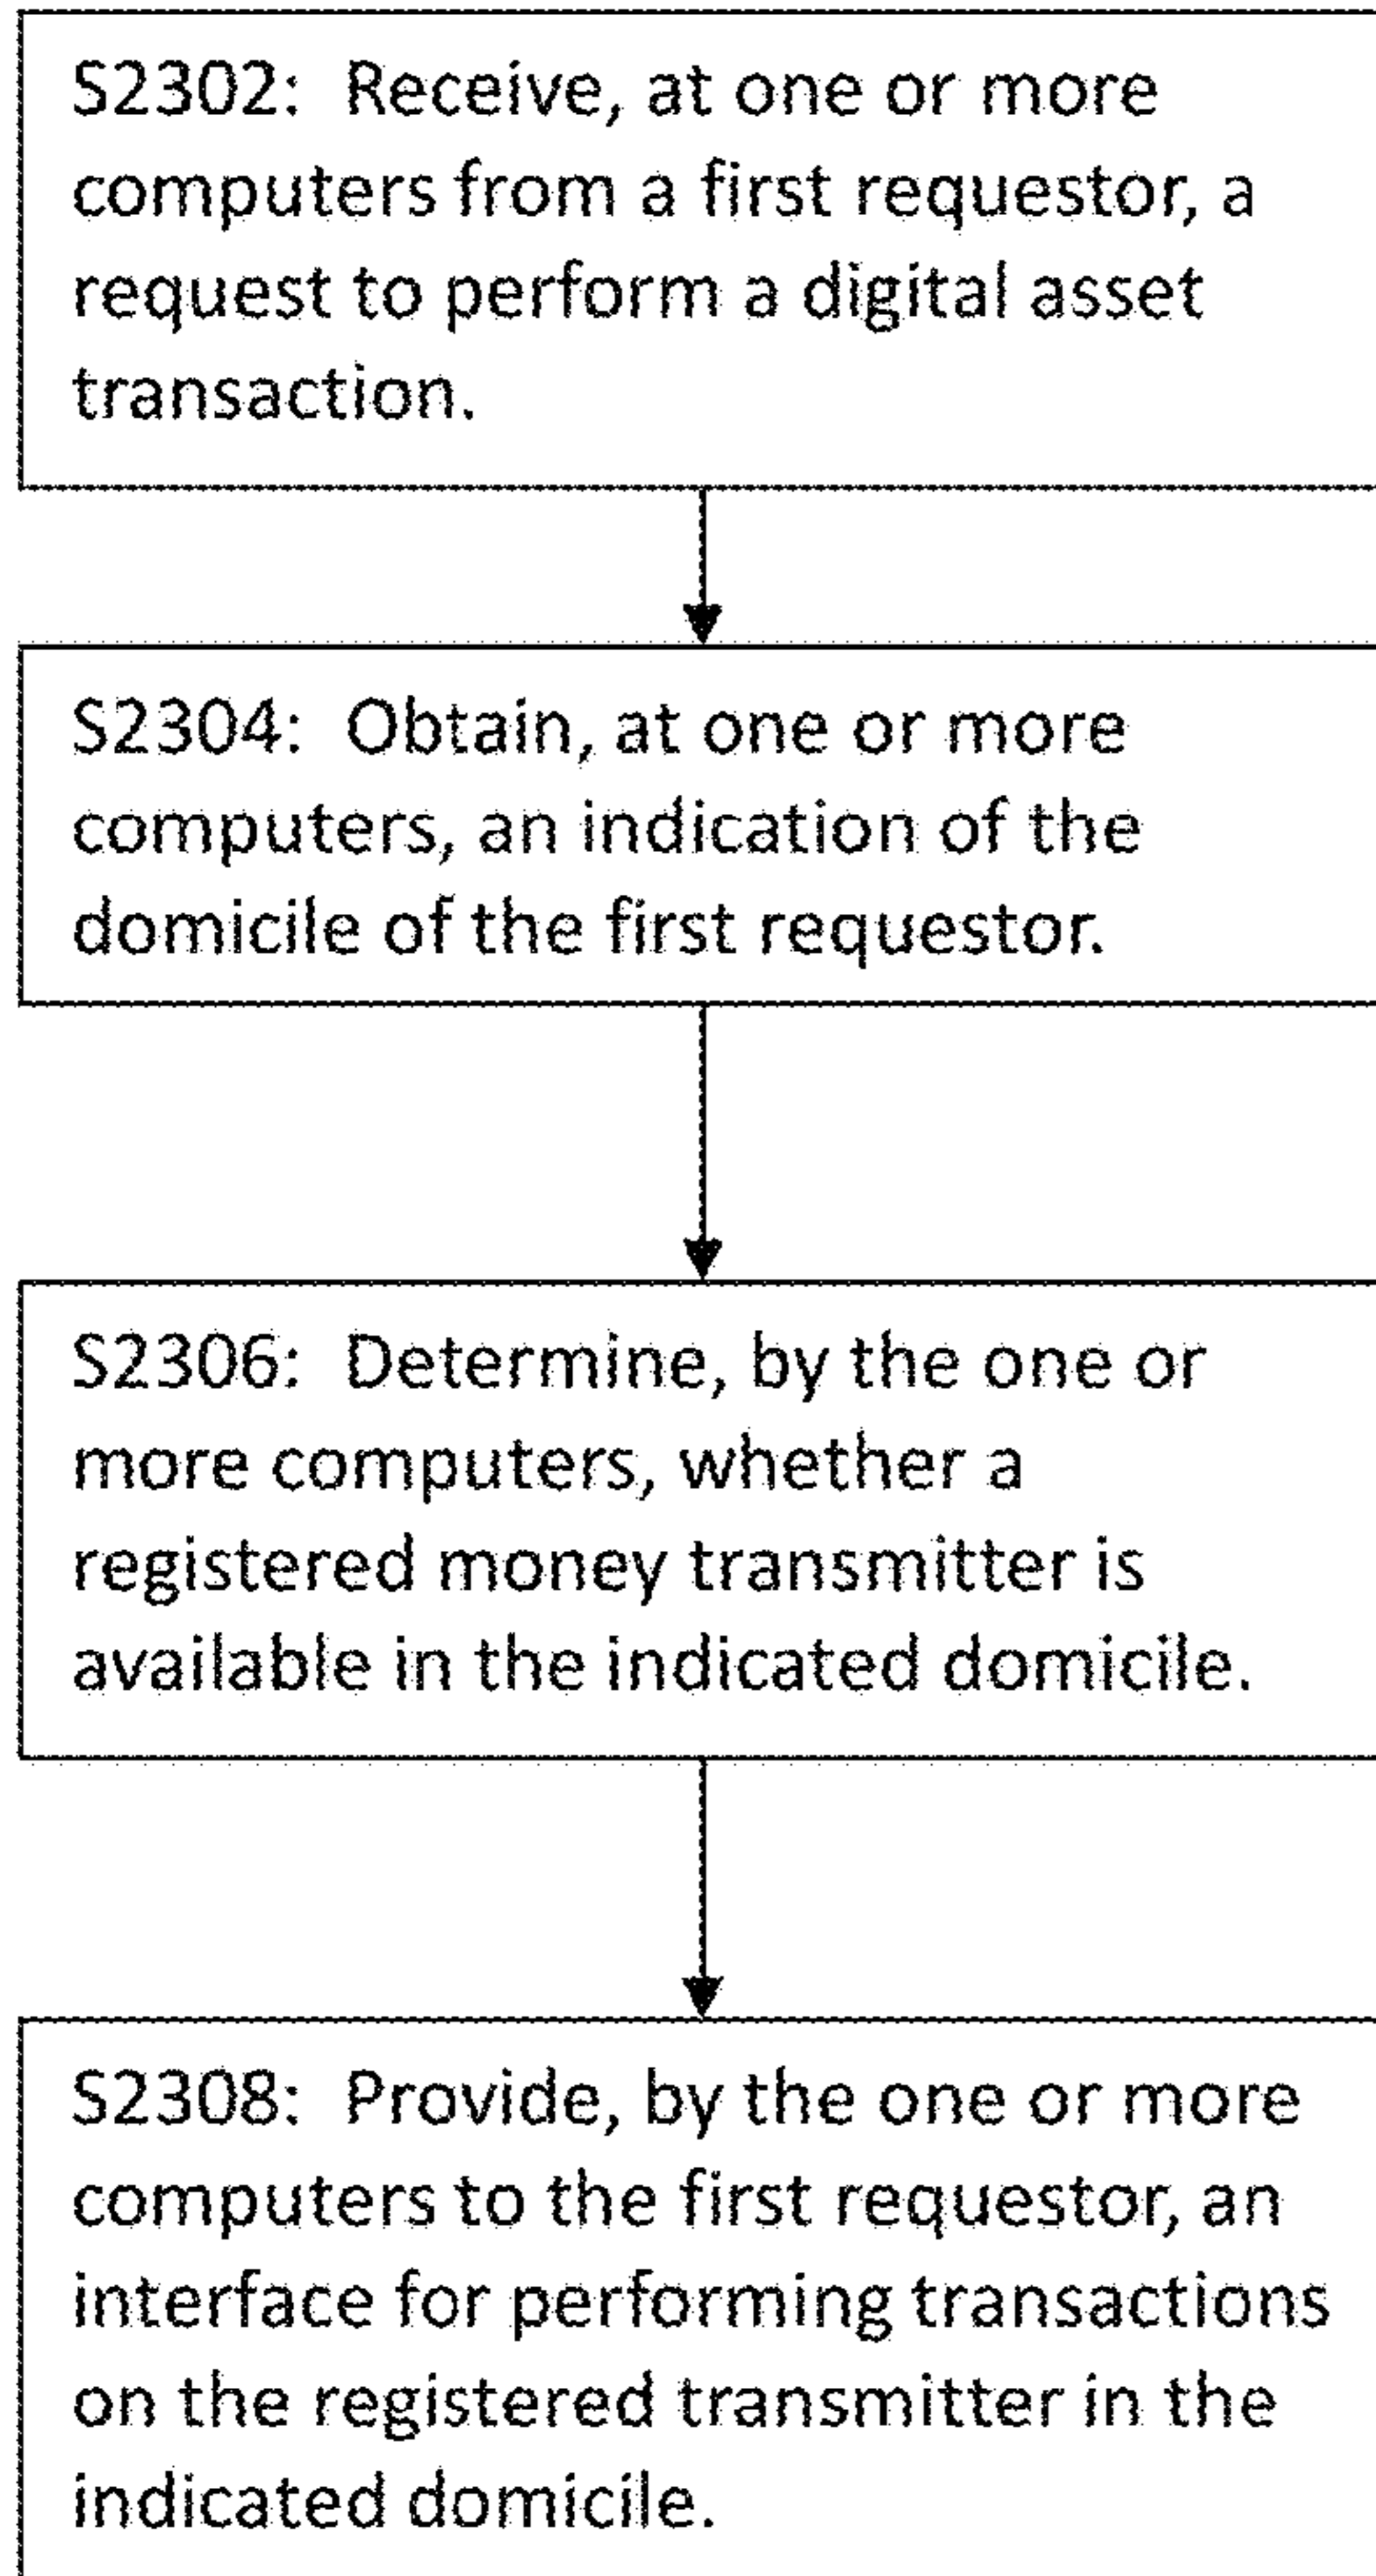 S2302: Receive, at one or more
computers from a first requestor, a
request to perform a digital asset
transaction.
S2304: Obtain, at one or more
computers, an indication of the
domicile of the first requestor.
S2306: Determine, by the one or
more computers, whether a
registered money transmitter is
available in the indicated domicile.
S2308: Provide, by the one or more
computers to the first requestor, an
interface for performing transactions
on the registered transmitter in the
indicated domicile.